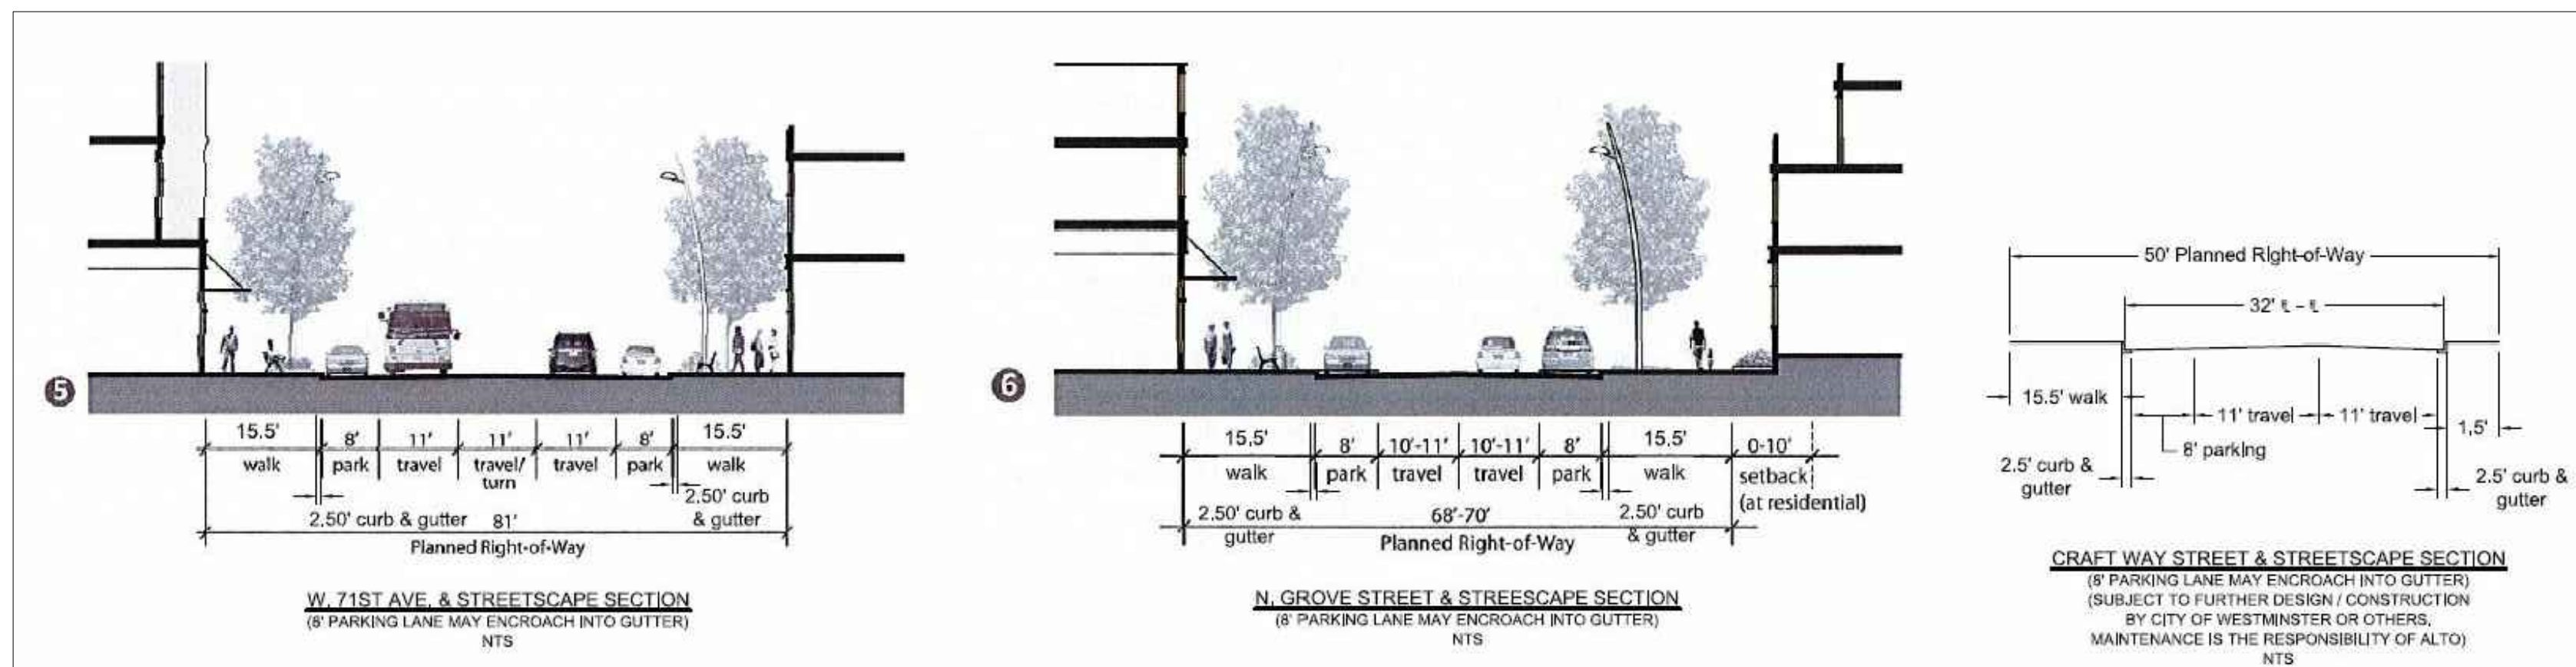 5
15.5'
8'
11'
11'
11'
8'
15.5'
walk
park
travel
travel/
turn
travel
park
walk
2.50' curb & gutter
2.50' curb
& gutter
81'
Planned Right-of-Way
W. 71ST AVE. & STREETSCAPE SECTION
(8' PARKING LANE MAY ENCROACH INTO GUTTER)
NTS
6
15.5'
8'
10'-11'
10'-11'
8'
15.5'
0-10'
walk
park
travel
travel
park
walk
setback
(at residential)
2.50' curb &
gutter
68'-70'
2.50' curb
& gutter
Planned Right-of-Way
N. GROVE STREET & STREESCAPE SECTION
(8' PARKING LANE MAY ENCROACH INTO GUTTER)
NTS
50' Planned Right-of-Way
32' ℄ – ℄
15.5' walk
11' travel
11' travel
1.5'
8' parking
2.5' curb &
gutter
2.5' curb &
gutter
CRAFT WAY STREET & STREETSCAPE SECTION
(8' PARKING LANE MAY ENCROACH INTO GUTTER)
(SUBJECT TO FURTHER DESIGN / CONSTRUCTION
BY CITY OF WESTMINSTER OR OTHERS,
MAINTENANCE IS THE RESPONSIBILITY OF ALTO)
NTS